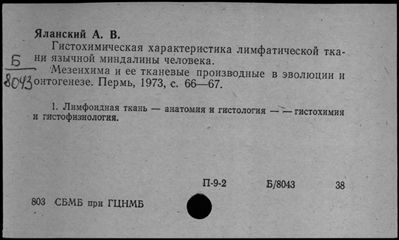 Яланский А. В.
Гистохимическая характеристика лимфатической тка-
ни язычной миндалины человека.
Б
8043
Мезенхима и ее тканевые производные в эволюции и
онтогенезе. Пермь, 1973, с. 66—67.
1. Лимфоидная ткань — анатомия и гистология — — гистохимия
и гистофизиология.
П-9-2 Б/8043 38
803 СБМБ при ГЦНМБ